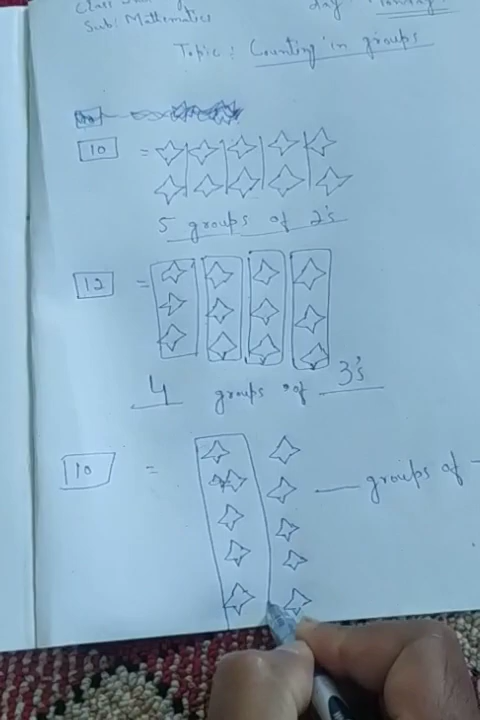 Sub: Mathematics
Topic: Counting in groups
10 =
5 groups of 2's
12 =
4 groups of 3's
10 = — groups of